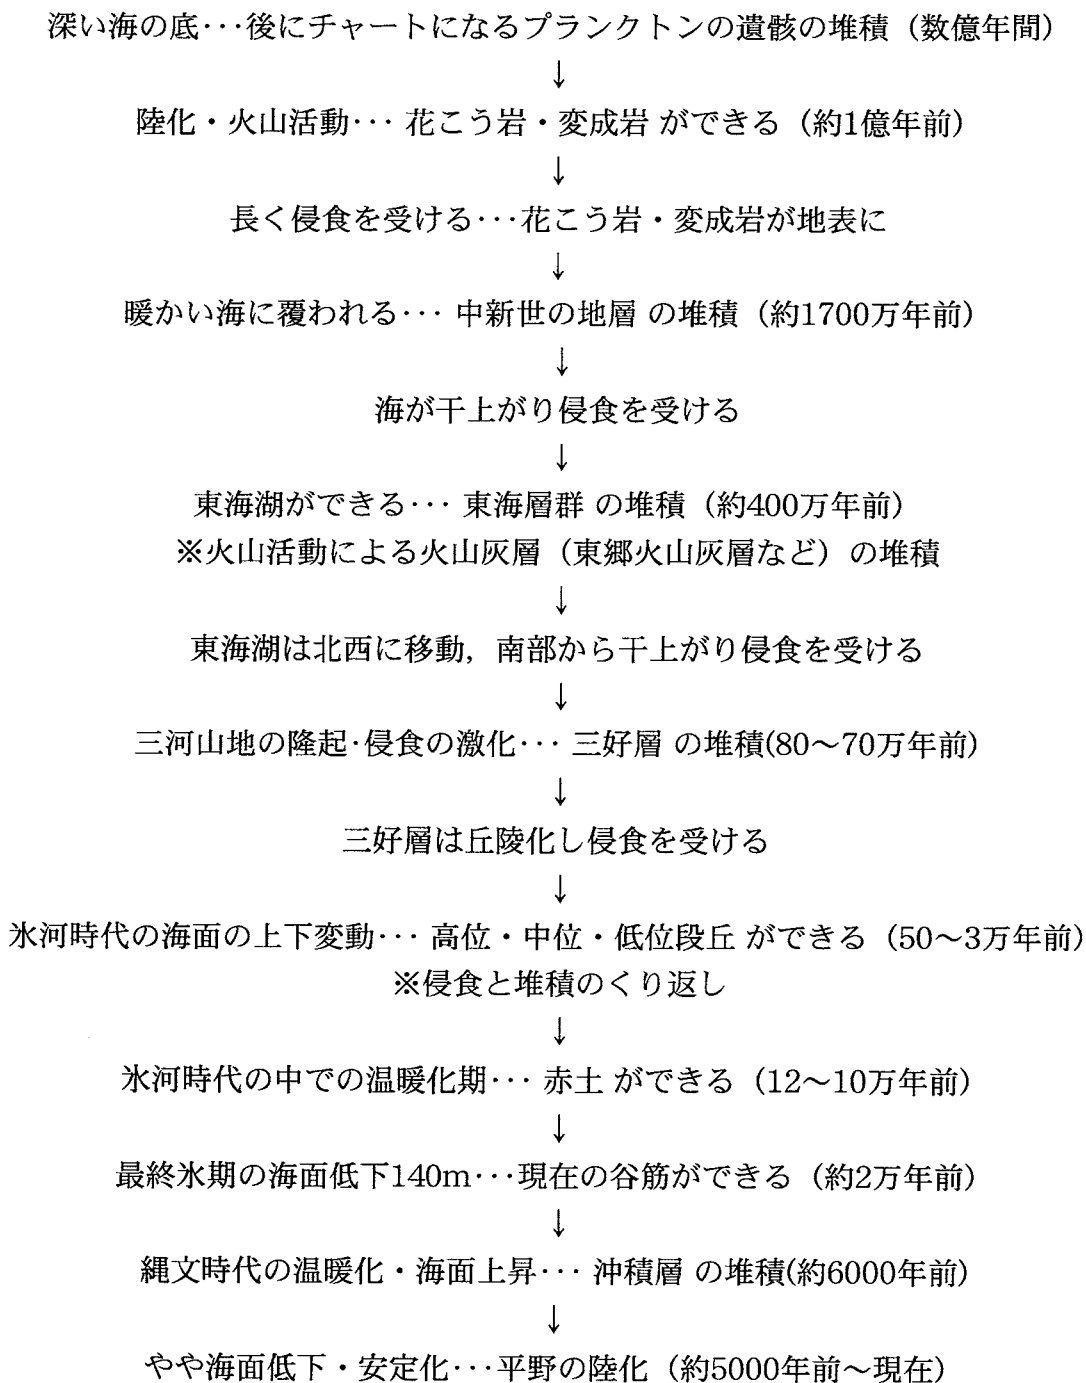 深い海の底···後にチャートになるプランクトンの遺骸の堆積（数億年間）
↓
陸化・火山活動··· 花こう岩・変成岩 ができる（約1億年前）
↓
長く侵食を受ける···花こう岩・変成岩が地表に
↓
暖かい海に覆われる··· 中新世の地層 の堆積（約1700万年前）
↓
海が干上がり侵食を受ける
↓
東海湖ができる··· 東海層群 の堆積（約400万年前）
※火山活動による火山灰層（東郷火山灰層など）の堆積
↓
東海湖は北西に移動，南部から干上がり侵食を受ける
↓
三河山地の隆起·侵食の激化··· 三好層 の堆積(80〜70万年前)
↓
三好層は丘陵化し侵食を受ける
↓
氷河時代の海面の上下変動··· 高位・中位・低位段丘 ができる（50〜3万年前）
※侵食と堆積のくり返し
↓
氷河時代の中での温暖化期··· 赤土 ができる（12〜10万年前）
↓
最終氷期の海面低下140m···現在の谷筋ができる（約2万年前）
↓
縄文時代の温暖化・海面上昇··· 沖積層 の堆積(約6000年前)
↓
やや海面低下・安定化···平野の陸化（約5000年前〜現在）